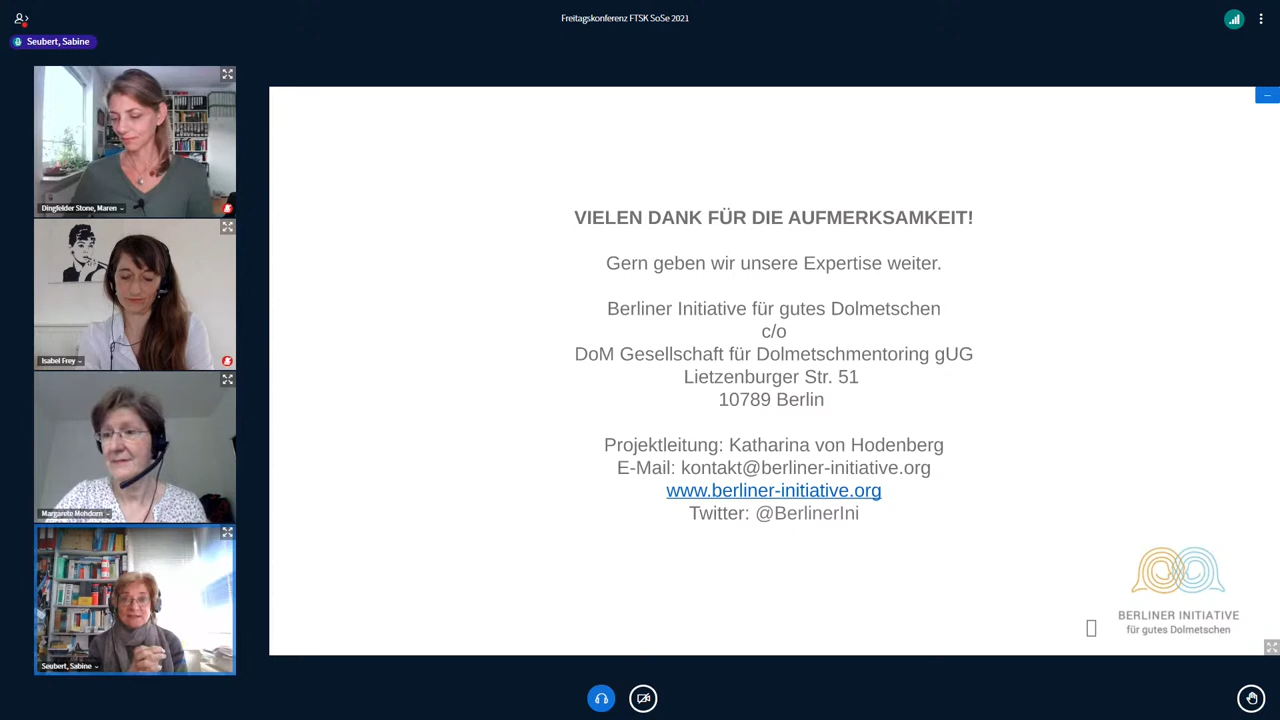 Freitagskonferenz FTSK SoSe 2021
Seubert, Sabine
Dingfelder Stone, Maren
Isabel Frey
Margarete Mehdorn
Seubert, Sabine
VIELEN DANK FÜR DIE AUFMERKSAMKEIT!
Gern geben wir unsere Expertise weiter.
Berliner Initiative für gutes Dolmetschen
c/o
DoM Gesellschaft für Dolmetschmentoring gUG
Lietzenburger Str. 51
10789 Berlin
Projektleitung: Katharina von Hodenberg
E-Mail: kontakt@berliner-initiative.org
www.berliner-initiative.org
Twitter: @BerlinerIni
BERLINER INITIATIVE
für gutes Dolmetschen